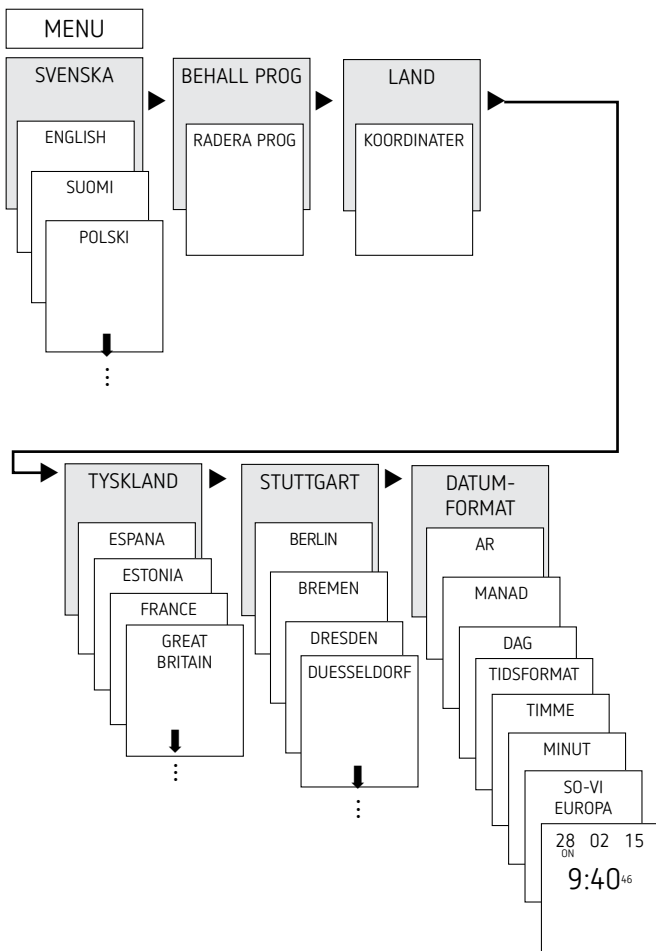 MENU
SVENSKA
ENGLISH
SUOMI
POLSKI
BEHALL PROG
RADERA PROG
LAND
KOORDINATER
TYSKLAND
ESPANA
ESTONIA
FRANCE
GREAT
BRITAIN
STUTTGART
BERLIN
BREMEN
DRESDEN
DUESSELDORF
DATUM-
FORMAT
AR
MANAD
DAG
TIDSFORMAT
TIMME
MINUT
SO-VI
EUROPA
28 02 15
ON
9:40 46